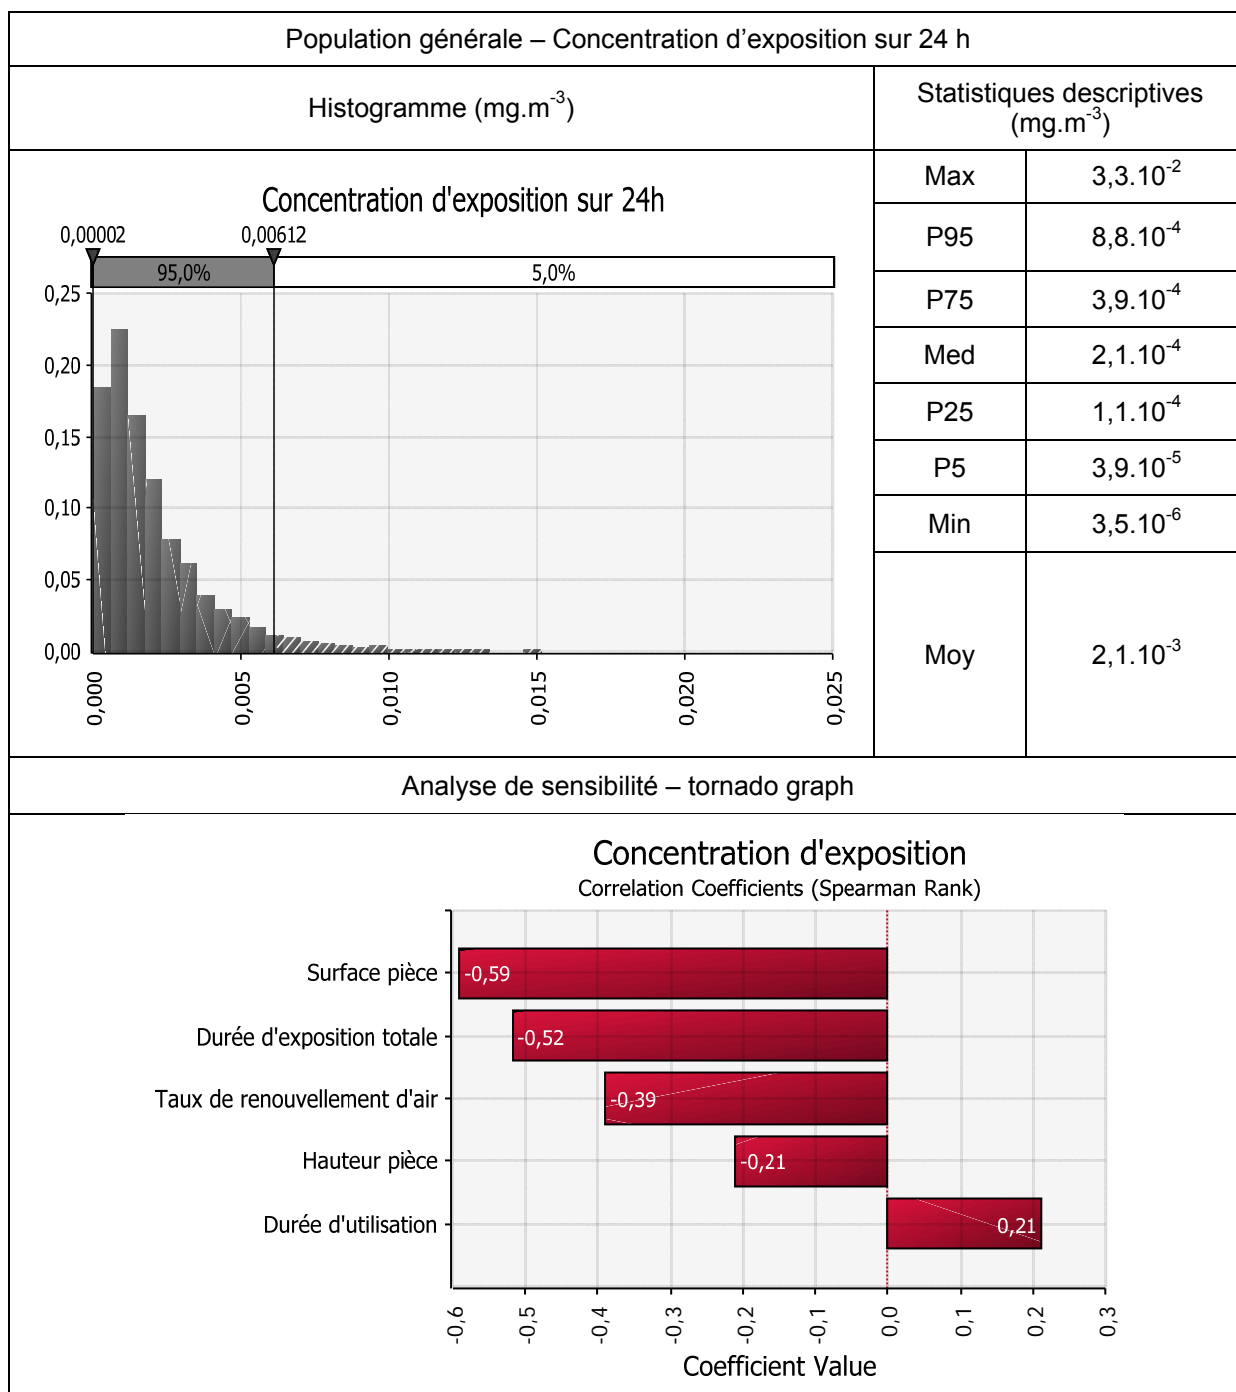 Population générale – Concentration d'exposition sur 24 h
Histogramme (mg.m⁻³)
Statistiques descriptives
(mg.m⁻³)
Concentration d'exposition sur 24h
0,00002
0,00612
95,0%
5,0%
0,25
0,20
0,15
0,10
0,05
0,00
0,000
0,005
0,010
0,015
0,020
0,025
Max 3,3.10⁻²
P95 8,8.10⁻⁴
P75 3,9.10⁻⁴
Med 2,1.10⁻⁴
P25 1,1.10⁻⁴
P5 3,9.10⁻⁵
Min 3,5.10⁻⁶
Moy 2,1.10⁻³
Analyse de sensibilité – tornado graph
Concentration d'exposition
Correlation Coefficients (Spearman Rank)
Surface pièce -0,59
Durée d'exposition totale -0,52
Taux de renouvellement d'air -0,39
Hauteur pièce -0,21
Durée d'utilisation 0,21
-0,6
-0,5
-0,4
-0,3
-0,2
-0,1
0,0
0,1
0,2
0,3
Coefficient Value